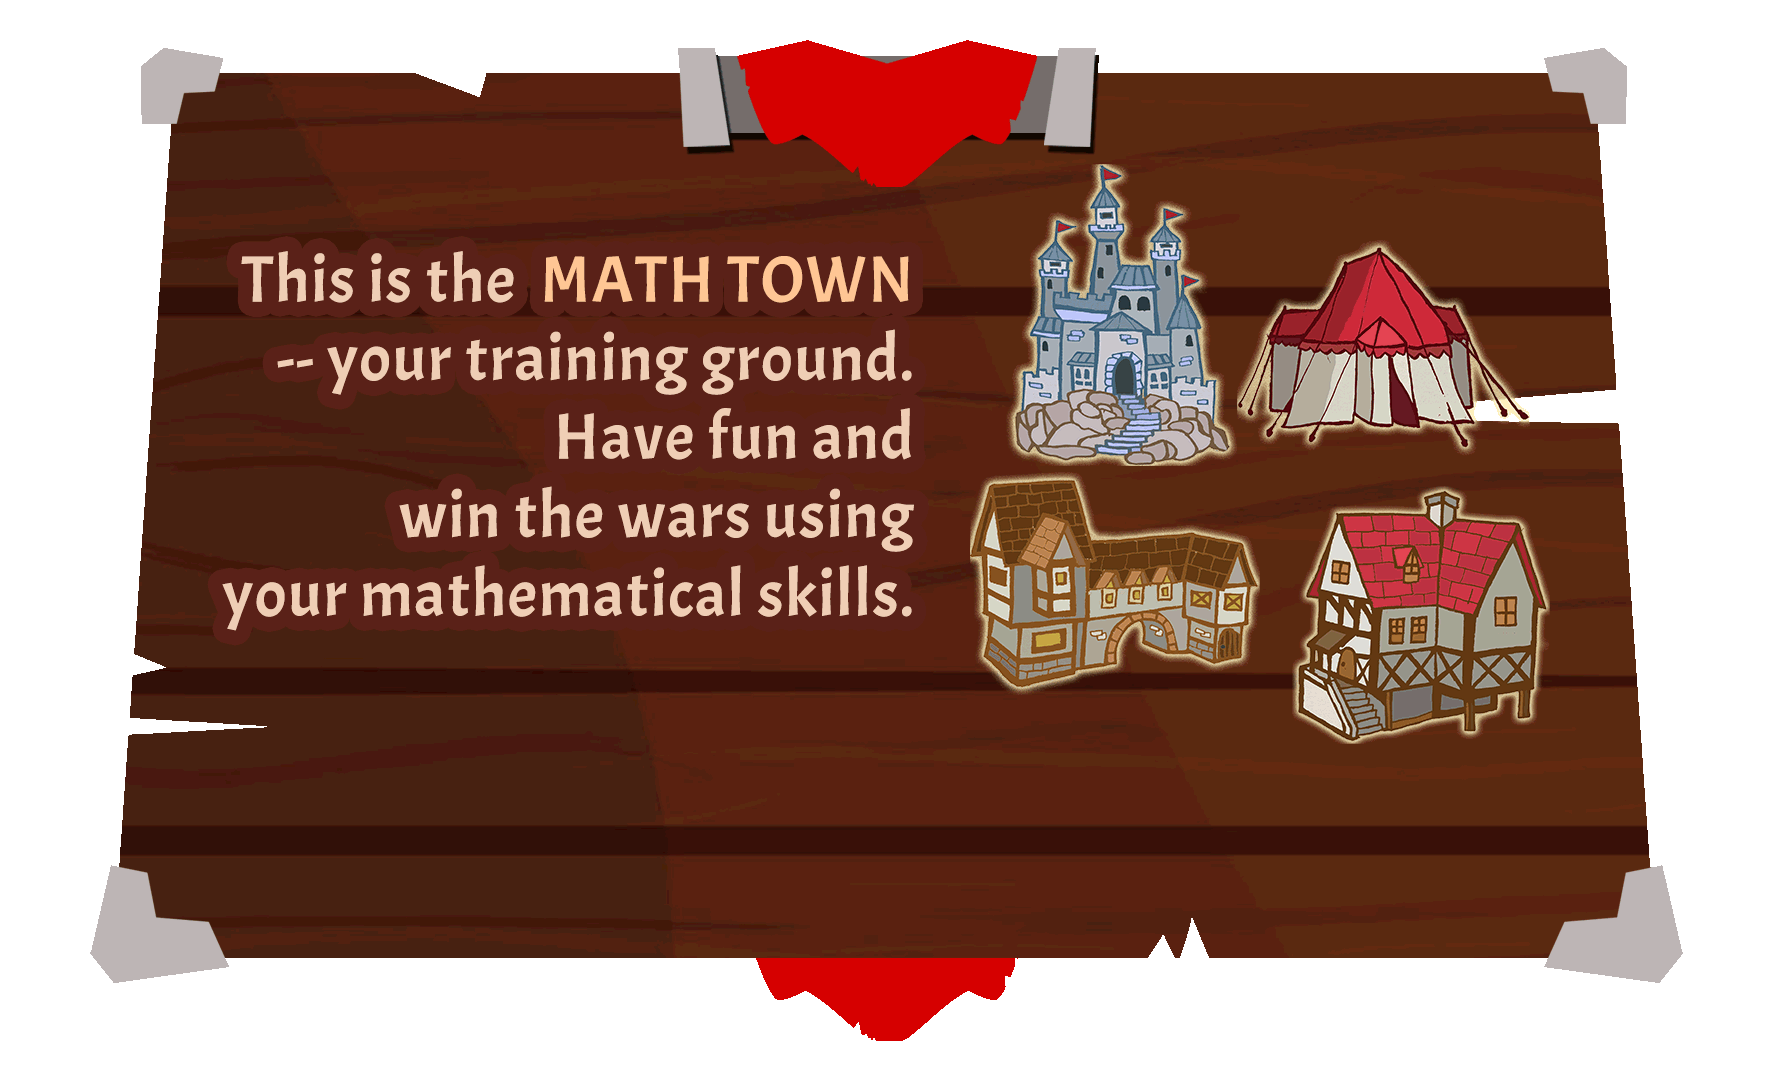 This is the MATH TOWN
-- your training ground.
Have fun and
win the wars using
your mathematical skills.